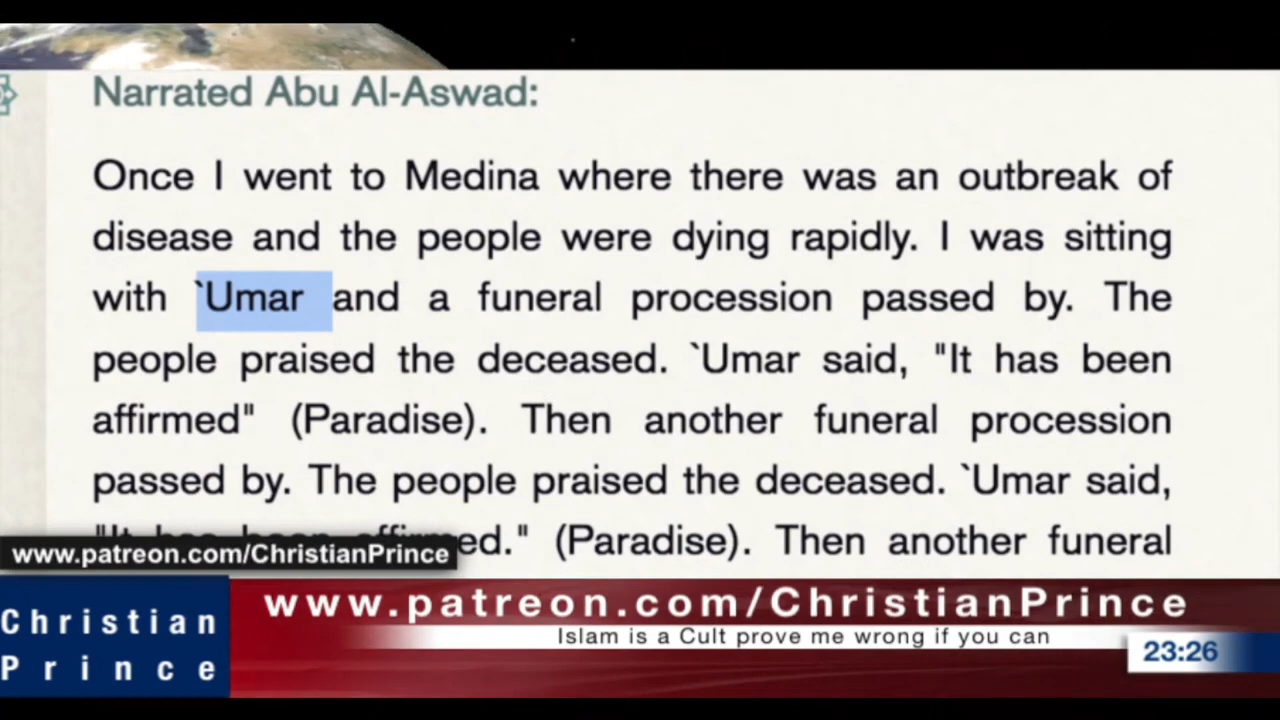 Narrated Abu Al-Aswad:
Once I went to Medina where there was an outbreak of
disease and the people were dying rapidly. I was sitting
with `Umar and a funeral procession passed by. The
people praised the deceased. `Umar said, "It has been
affirmed" (Paradise). Then another funeral procession
passed by. The people praised the deceased. `Umar said,
"It has been affirmed." (Paradise). Then another funeral
www.patreon.com/ChristianPrince
www.patreon.com/ChristianPrince
Islam is a Cult prove me wrong if you can
Christian
Prince
23:26